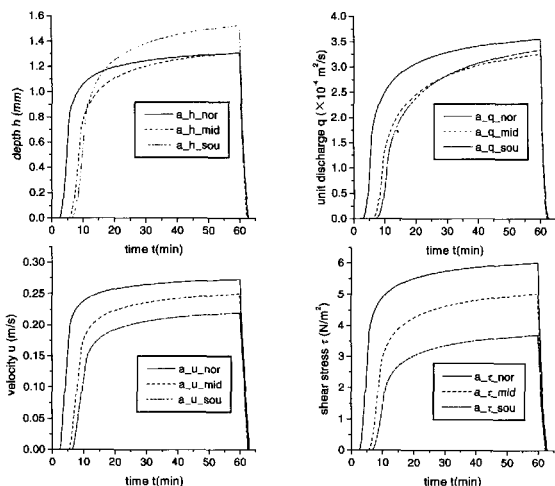 depth h (mm)
1.6
1.4
1.2
1.0
0.8
0.6
0.4
0.2
0.0
a_h_nor
a_h_mid
a_h_sou
0 10 20 30 40 50 60
time t(min)
unit discharge q (×10⁻⁴ m²/s)
4.0
3.5
3.0
2.5
2.0
1.5
1.0
0.5
0.0
a_q_nor
a_q_mid
a_q_sou
0 10 20 30 40 50 60
time t(min)
velocity u (m/s)
0.30
0.25
0.20
0.15
0.10
0.05
0.00
a_u_nor
a_u_mid
a_u_sou
0 10 20 30 40 50 60
time t(min)
shear stress τ (N/m²)
6
5
4
3
2
1
0
a_τ_nor
a_τ_mid
a_τ_sou
0 10 20 30 40 50 60
time t(min)